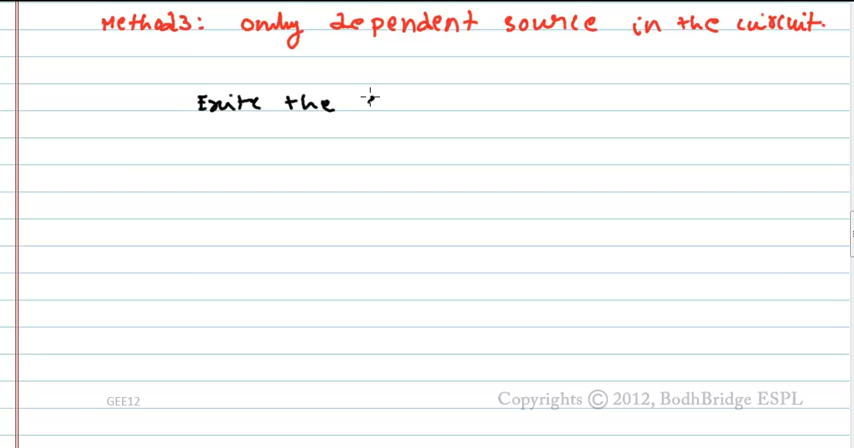 Method3: only dependent source in the circuit.
Exite the
GEE12
Copyrights © 2012, BodhBridge ESPL